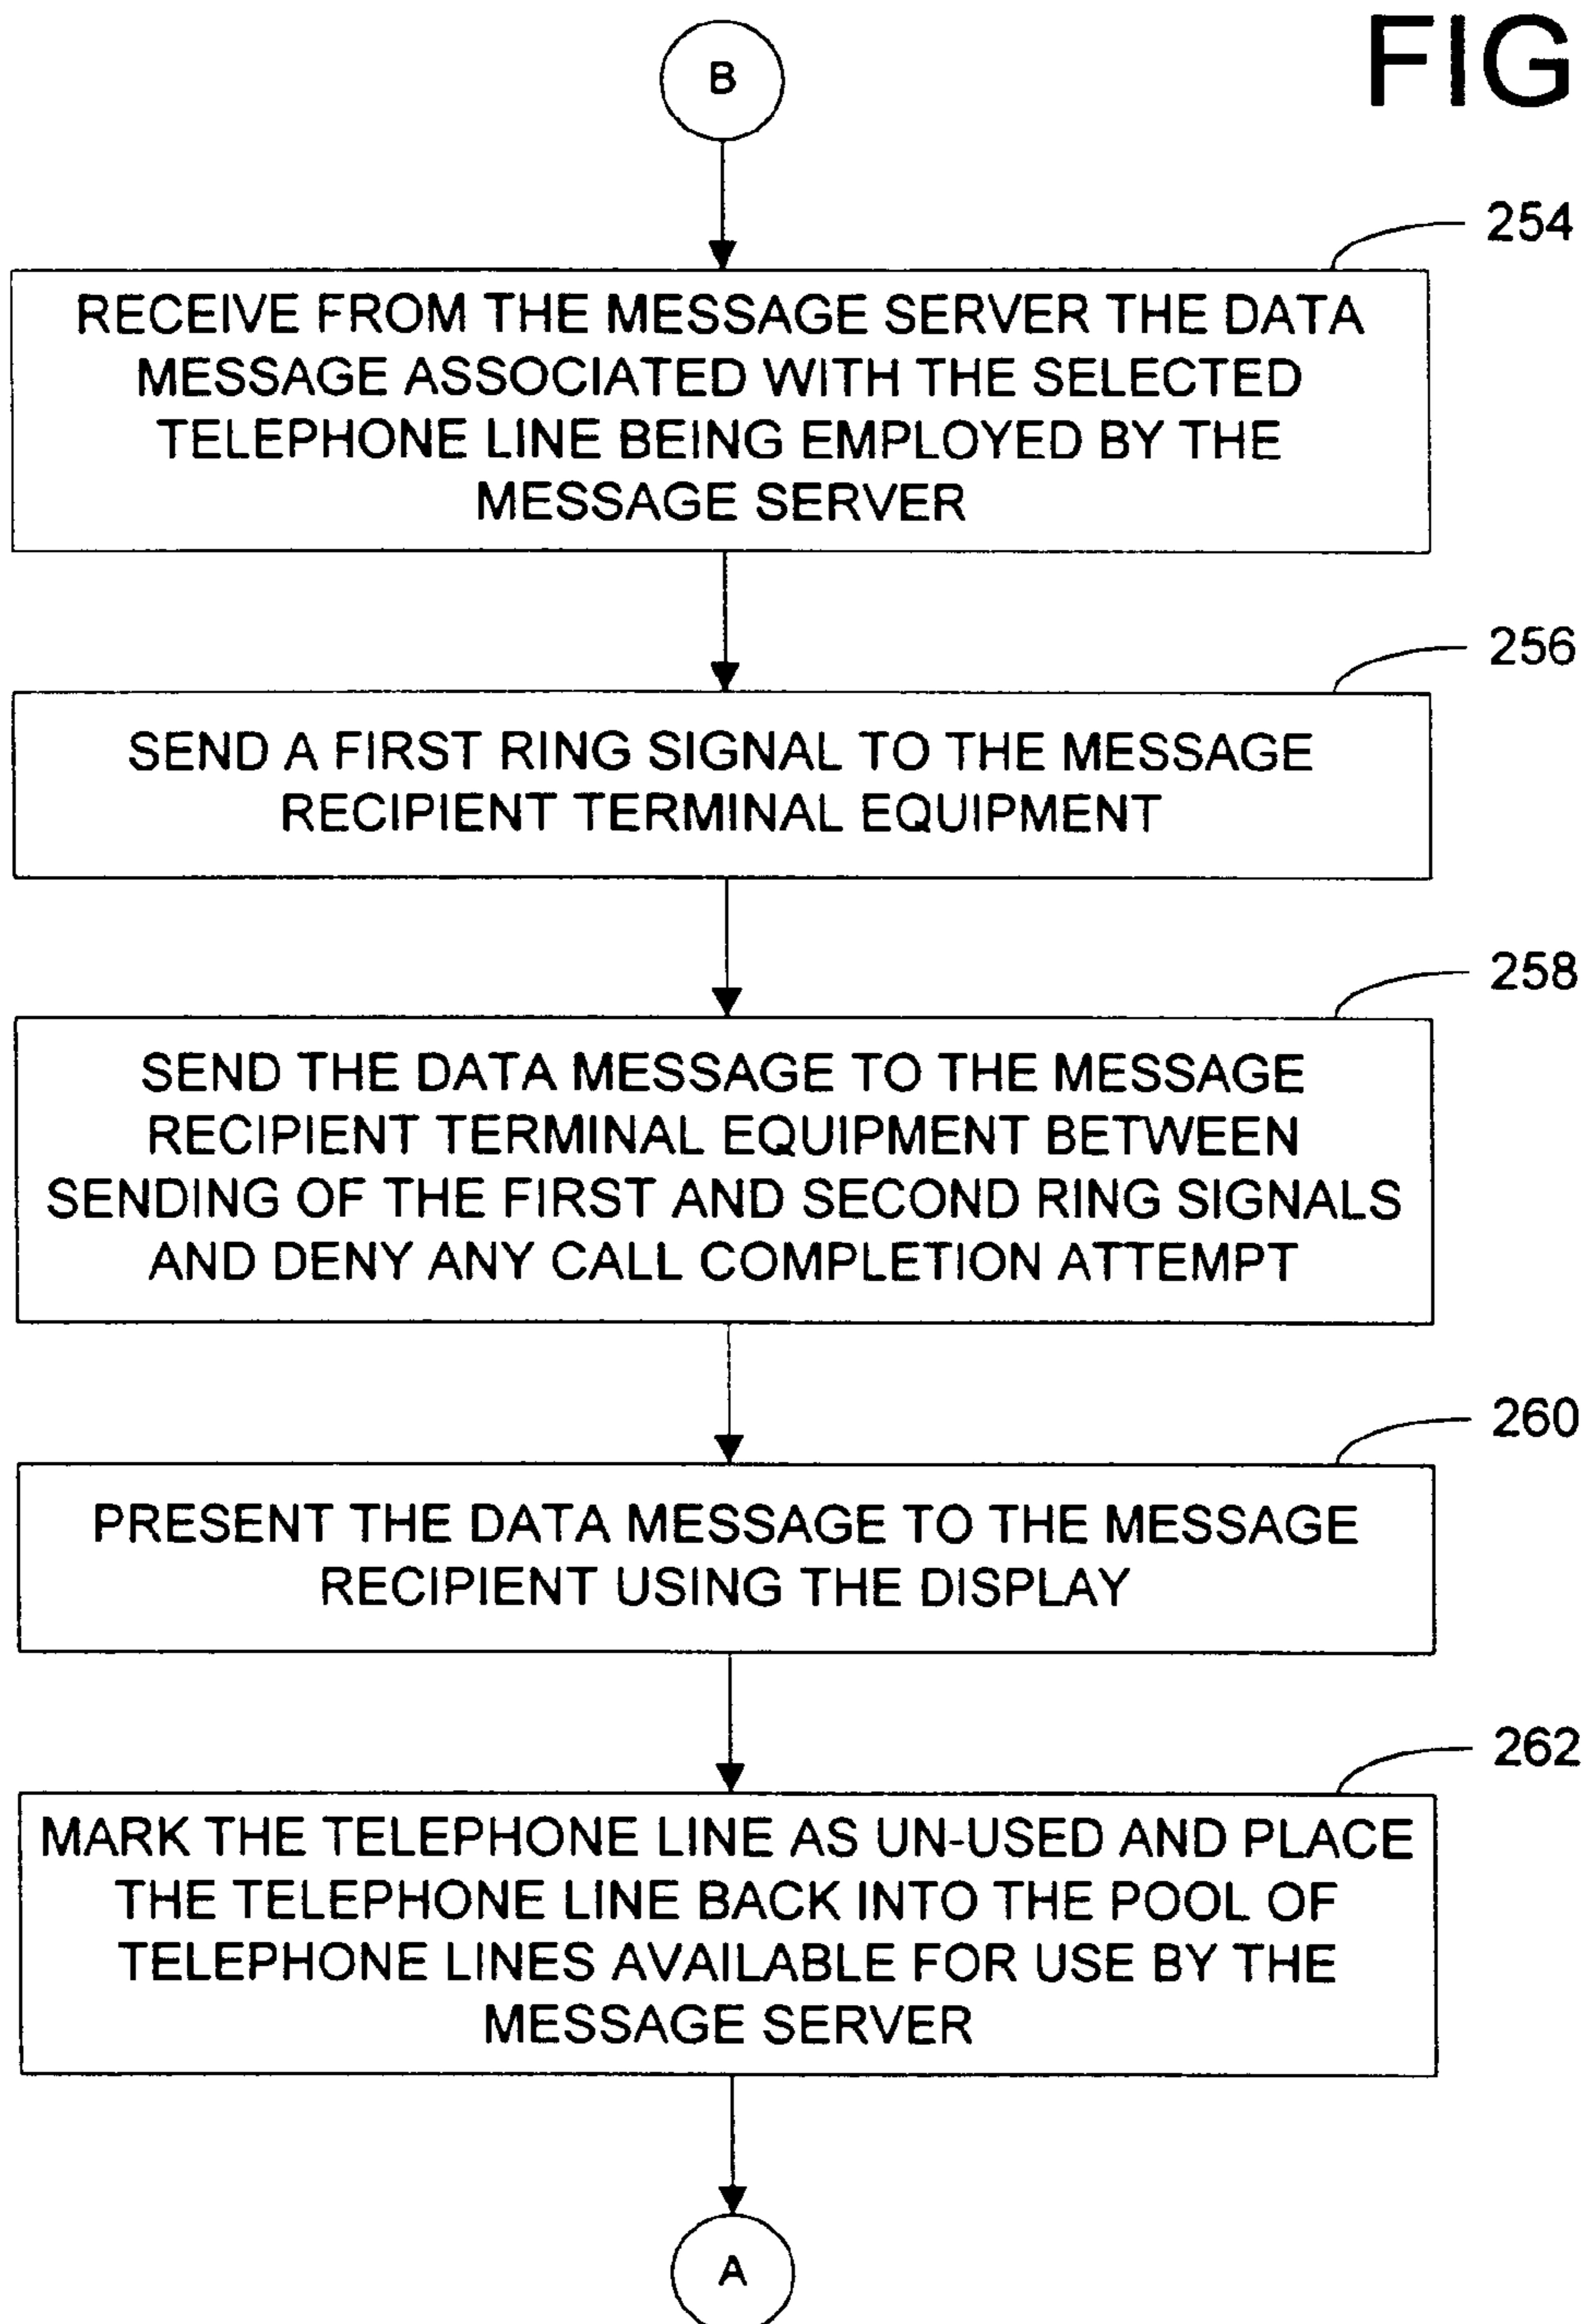 FIG
B
254
RECEIVE FROM THE MESSAGE SERVER THE DATA
MESSAGE ASSOCIATED WITH THE SELECTED
TELEPHONE LINE BEING EMPLOYED BY THE
MESSAGE SERVER
256
SEND A FIRST RING SIGNAL TO THE MESSAGE
RECIPIENT TERMINAL EQUIPMENT
258
SEND THE DATA MESSAGE TO THE MESSAGE
RECIPIENT TERMINAL EQUIPMENT BETWEEN
SENDING OF THE FIRST AND SECOND RING SIGNALS
AND DENY ANY CALL COMPLETION ATTEMPT
260
PRESENT THE DATA MESSAGE TO THE MESSAGE
RECIPIENT USING THE DISPLAY
262
MARK THE TELEPHONE LINE AS UN-USED AND PLACE
THE TELEPHONE LINE BACK INTO THE POOL OF
TELEPHONE LINES AVAILABLE FOR USE BY THE
MESSAGE SERVER
A